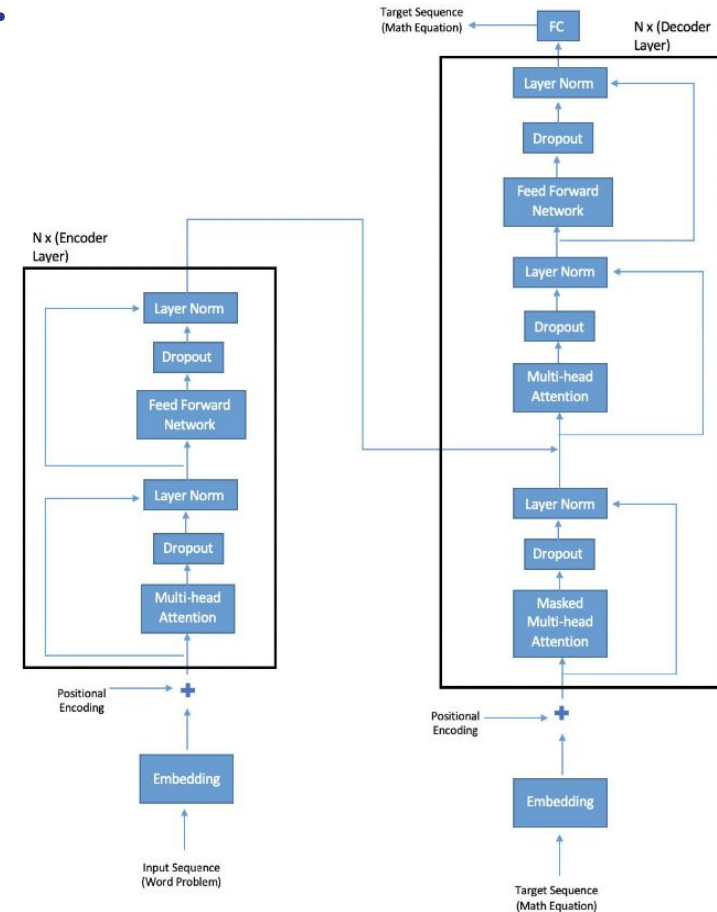 Target Sequence
(Math Equation)
FC
N x (Decoder
Layer)
Layer Norm
Dropout
Feed Forward
Network
Layer Norm
Dropout
Multi-head
Attention
Layer Norm
Dropout
Masked
Multi-head
Attention
Positional
Encoding
Embedding
Target Sequence
(Math Equation)
N x (Encoder
Layer)
Layer Norm
Dropout
Feed Forward
Network
Layer Norm
Dropout
Multi-head
Attention
Positional
Encoding
Embedding
Input Sequence
(Word Problem)